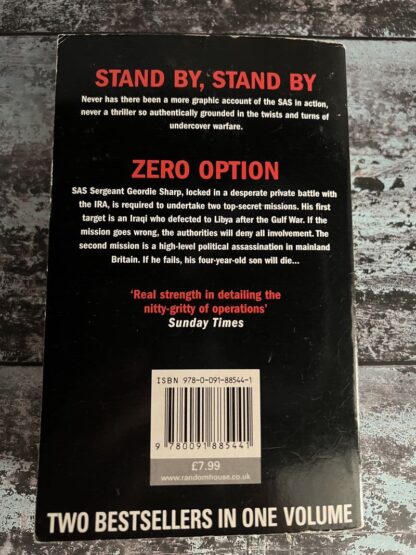 STAND BY, STAND BY
Never has there been a more graphic account of the SAS in action,
never a thriller so authentically grounded in the twists and turns of
undercover warfare.
ZERO OPTION
SAS Sergeant Geordie Sharp, locked in a desperate private battle with
the IRA, is required to undertake two top-secret missions. His first
target is an Iraqi who defected to Libya after the Gulf War. If the
mission goes wrong, the authorities will deny all involvement. The
second mission is a high-level political assassination in mainland
Britain. If he fails, his four-year-old son will die...
‘Real strength in detailing the
nitty-gritty of operations’
Sunday Times
ISBN 978-0-091-88544-1
9 780091 885441
£7.99
www.randomhouse.co.uk
TWO BESTSELLERS IN ONE VOLUME